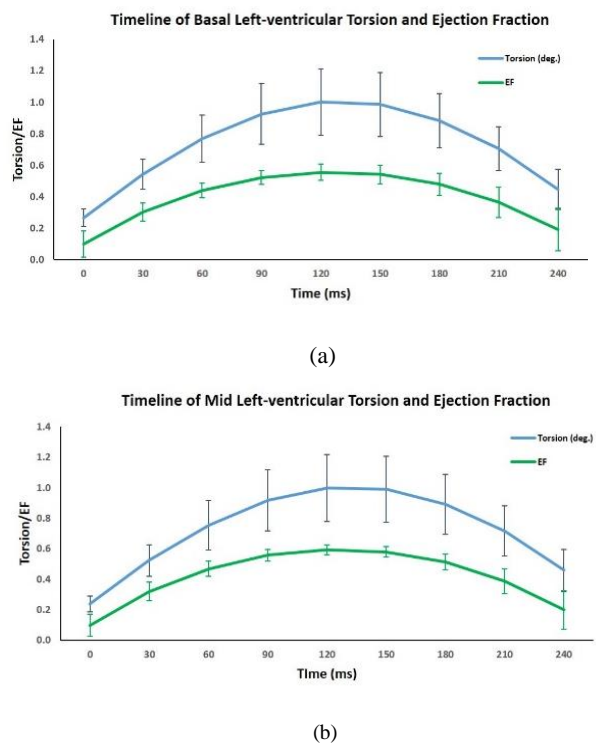 Timeline of Basal Left-ventricular Torsion and Ejection Fraction
1.4
1.2
1.0
0.8
0.6
0.4
0.2
0.0
Torsion/EF
Torsion (deg.)
EF
0 30 60 90 120 150 180 210 240
Time (ms)
(a)
Timeline of Mid Left-ventricular Torsion and Ejection Fraction
1.4
1.2
1.0
0.8
0.6
0.4
0.2
0.0
Torsion/EF
Torsion (deg.)
EF
0 30 60 90 120 150 180 210 240
TIme (ms)
(b)